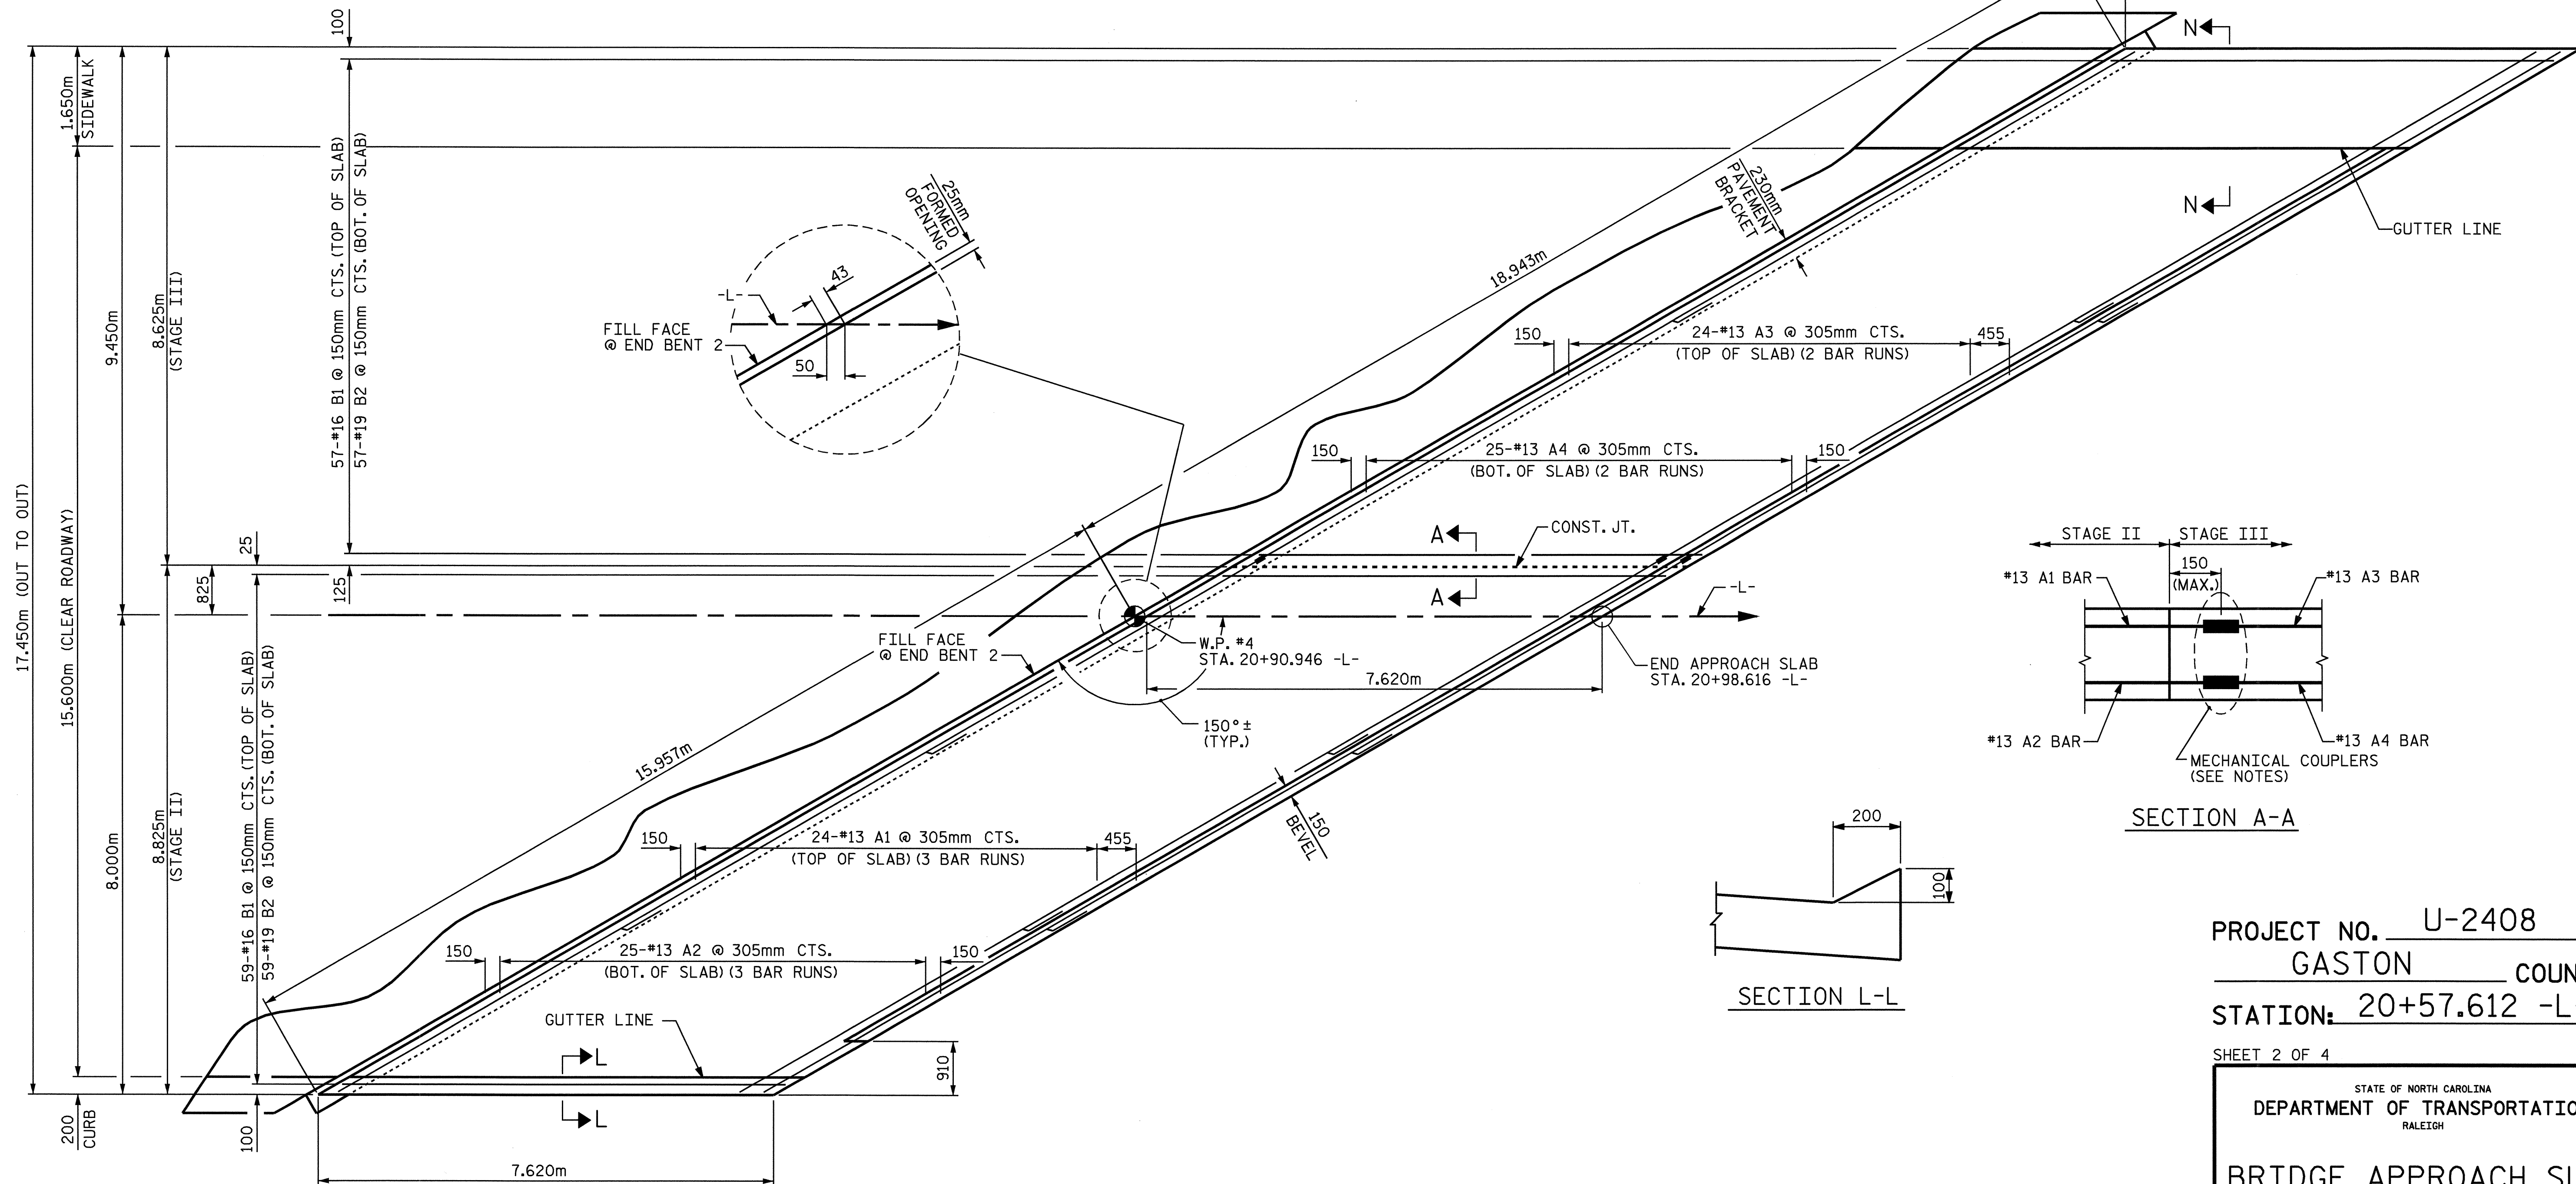 100
1.650m
SIDEWALK
17.450m (OUT TO OUT)
15.600m (CLEAR ROADWAY)
9.450m
8.000m
8.625m
(STAGE III)
8.825m
(STAGE II)
825
25
125
57-#16 B1 @ 150mm CTS. (TOP OF SLAB)
57-#19 B2 @ 150mm CTS. (BOT. OF SLAB)
59-#16 B1 @ 150mm CTS. (TOP OF SLAB)
59-#19 B2 @ 150mm CTS. (BOT. OF SLAB)
200
CURB
100
-L-
43
50
25mm
FORMED
OPENING
FILL FACE
@ END BENT 2
18.943m
230mm
PAVEMENT
BRACKET
N
N
GUTTER LINE
150
24-#13 A3 @ 305mm CTS.
455
(TOP OF SLAB) (2 BAR RUNS)
150
25-#13 A4 @ 305mm CTS.
150
(BOT. OF SLAB) (2 BAR RUNS)
A
A
CONST. JT.
-L-
FILL FACE
@ END BENT 2
W.P. #4
STA. 20+90.946 -L-
END APPROACH SLAB
STA. 20+98.616 -L-
7.620m
150°±
(TYP.)
15.957m
150
24-#13 A1 @ 305mm CTS.
455
(TOP OF SLAB) (3 BAR RUNS)
150
BEVEL
150
25-#13 A2 @ 305mm CTS.
150
(BOT. OF SLAB) (3 BAR RUNS)
GUTTER LINE
L
L
910
7.620m
STAGE II
STAGE III
150
(MAX.)
#13 A1 BAR
#13 A3 BAR
#13 A2 BAR
#13 A4 BAR
MECHANICAL COUPLERS
(SEE NOTES)
SECTION A-A
200
100
SECTION L-L
PROJECT NO. U-2408
GASTON COUN
STATION: 20+57.612 -L
SHEET 2 OF 4
STATE OF NORTH CAROLINA
DEPARTMENT OF TRANSPORTATIO
RALEIGH
BRIDGE APPROACH